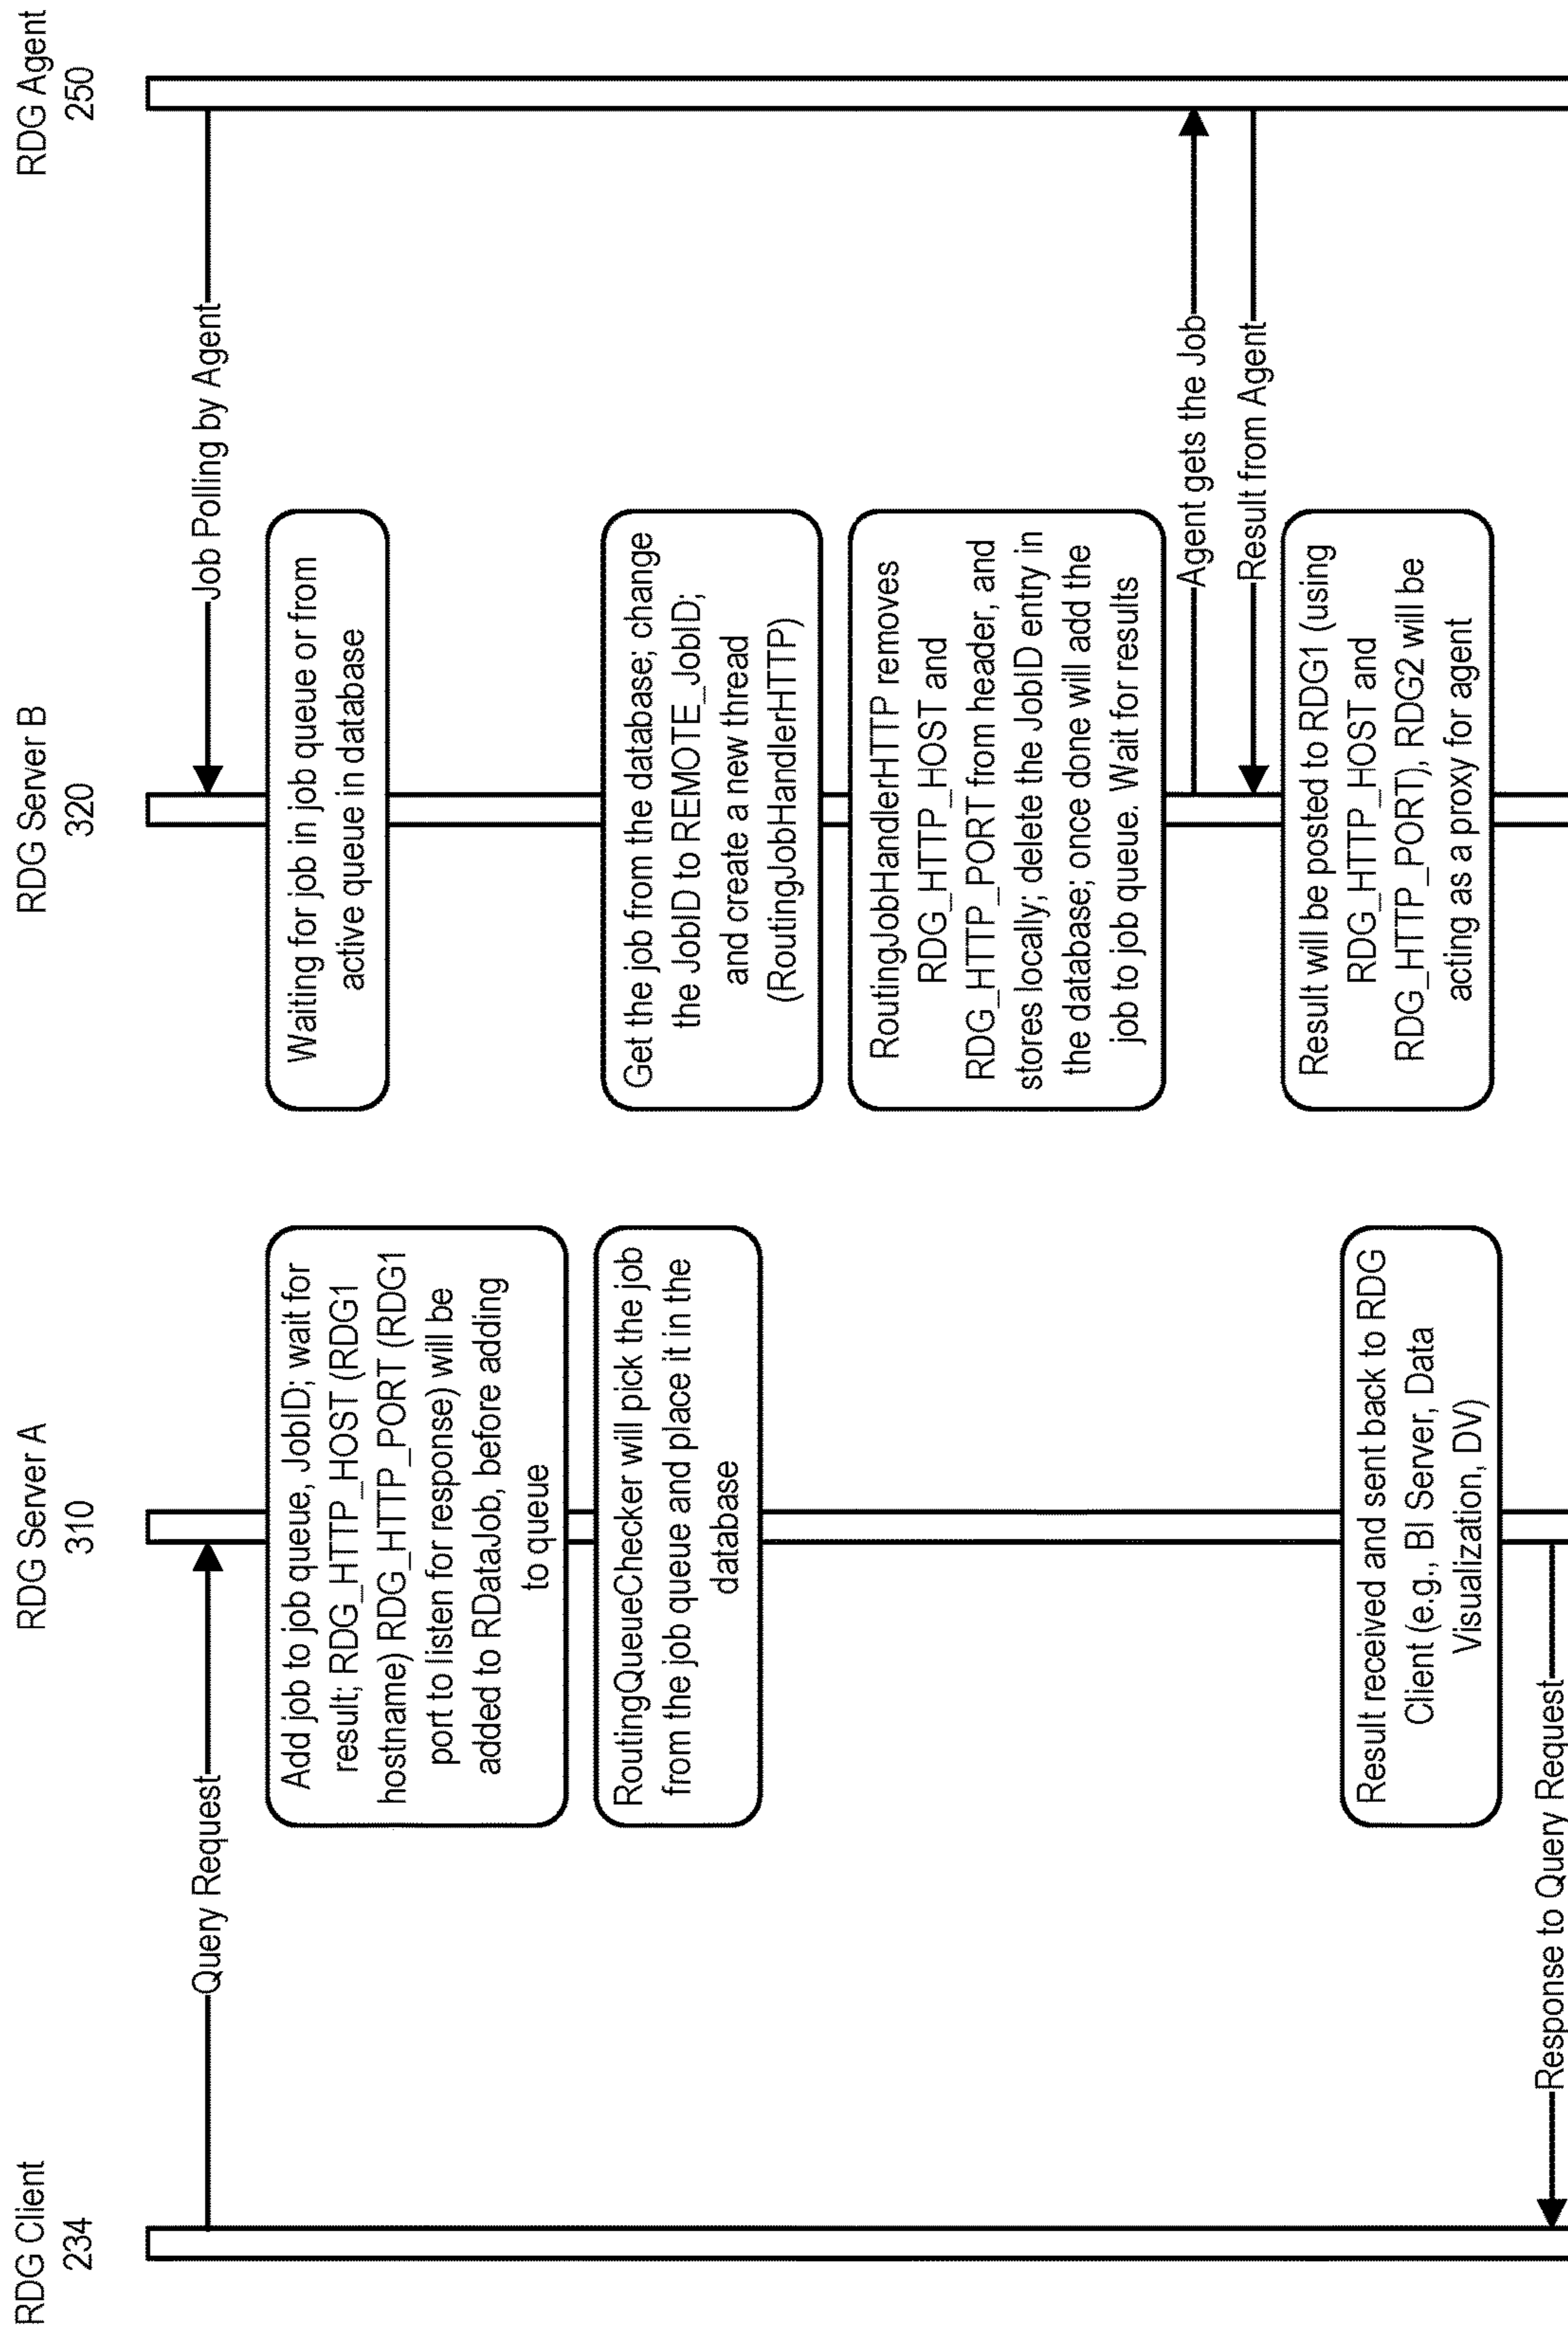 RDG Client
234
RDG Server A
310
RDG Server B
320
RDG Agent
250
Query Request
Job Polling by Agent
Add job to job queue, JobID; wait for
result; RDG_HTTP_HOST (RDG1
hostname) RDG_HTTP_PORT (RDG1
port to listen for response) will be
added to RDataJob, before adding
to queue
Waiting for job in job queue or from
active queue in database
RoutingQueueChecker will pick the job
from the job queue and place it in the
database
Get the job from the database; change
the JobID to REMOTE_JobID;
and create a new thread
(RoutingJobHandlerHTTP)
RoutingJobHandlerHTTP removes
RDG_HTTP_HOST and
RDG_HTTP_PORT from header, and
stores locally; delete the JobID entry in
the database; once done will add the
job to job queue. Wait for results
Agent gets the Job
Result from Agent
Result will be posted to RDG1 (using
RDG_HTTP_HOST and
RDG_HTTP_PORT), RDG2 will be
acting as a proxy for agent
Result received and sent back to RDG
Client (e.g., BI Server, Data
Visualization, DV)
Response to Query Request